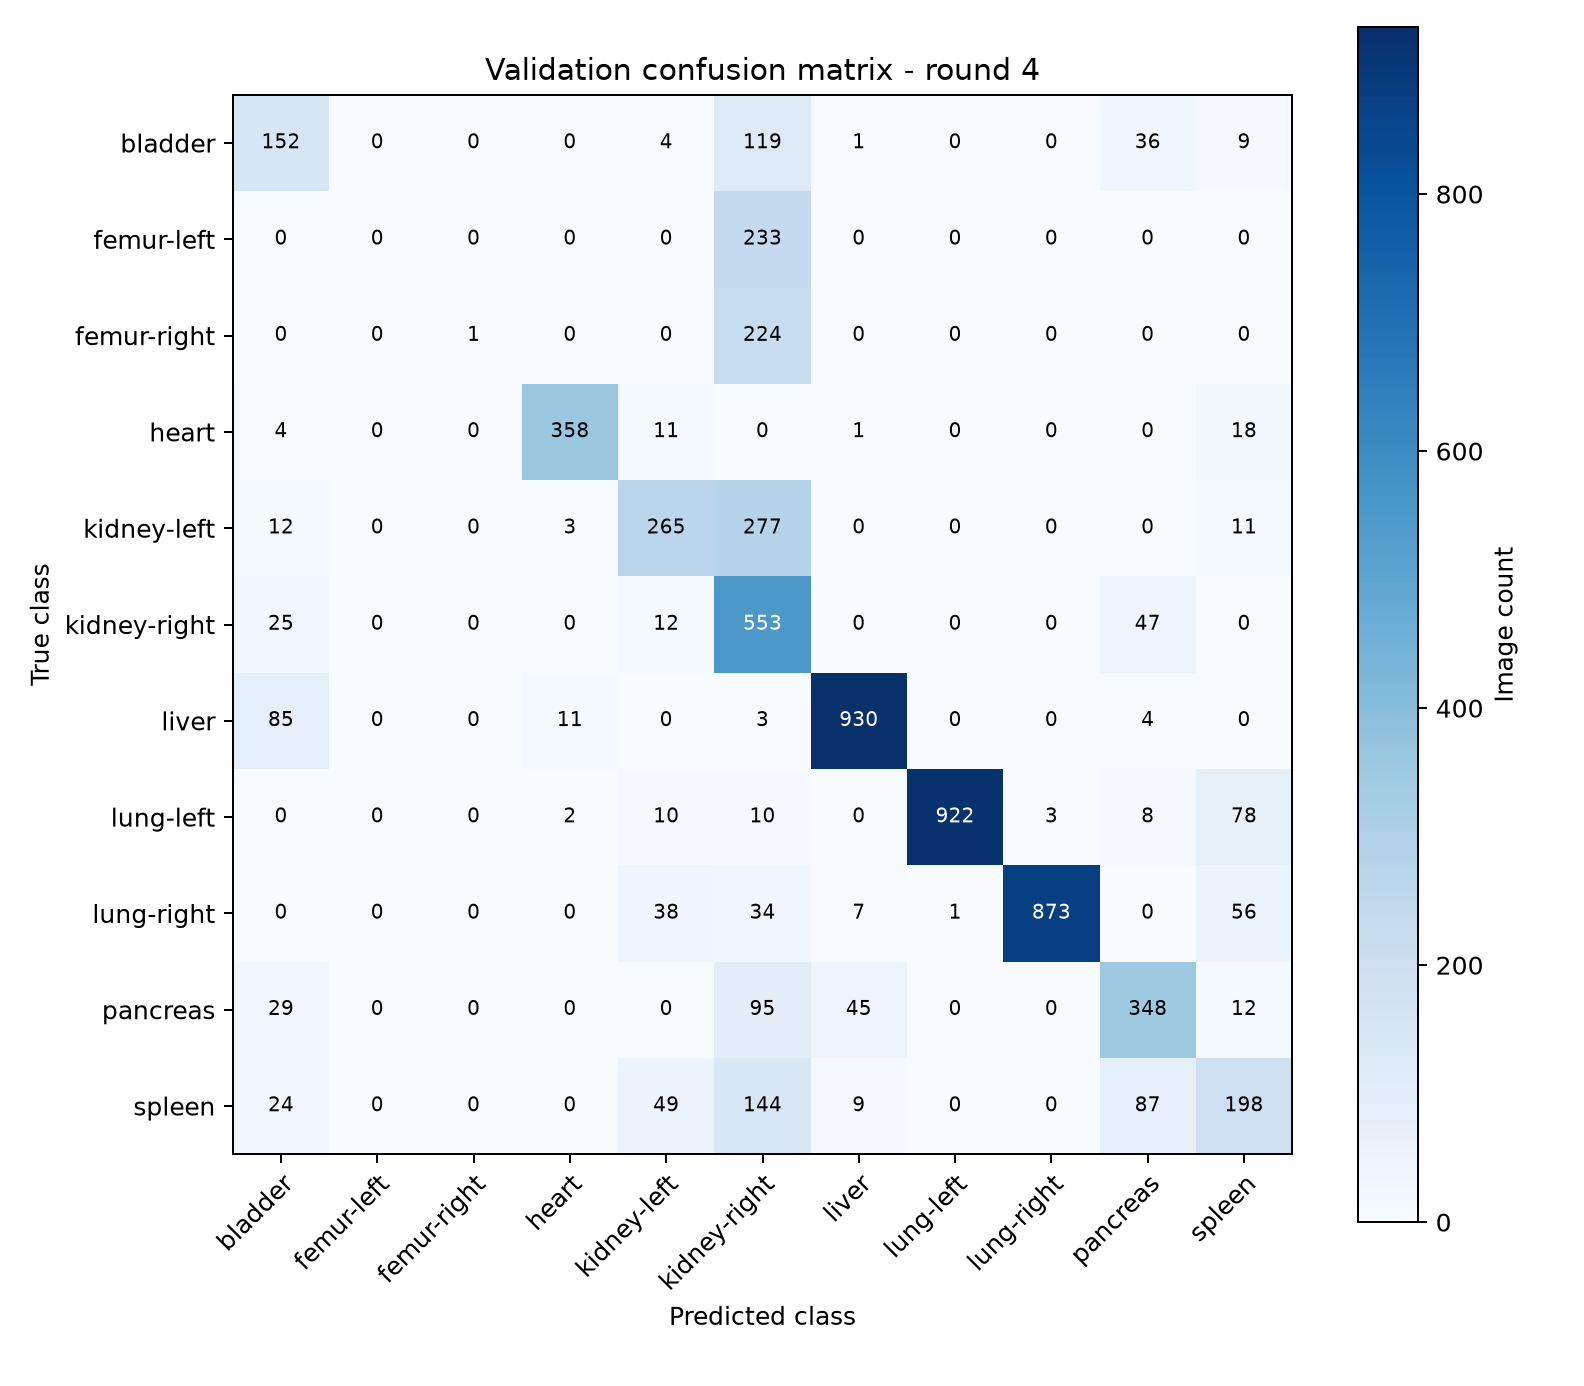 Validation confusion matrix - round 4
bladder 152 0 0 0 4 119 1 0 0 36 9
femur-left 0 0 0 0 0 233 0 0 0 0 0
femur-right 0 0 1 0 0 224 0 0 0 0 0
heart 4 0 0 358 11 0 1 0 0 0 18
kidney-left 12 0 0 3 265 277 0 0 0 0 11
kidney-right 25 0 0 0 12 553 0 0 0 47 0
liver 85 0 0 11 0 3 930 0 0 4 0
lung-left 0 0 0 2 10 10 0 922 3 8 78
lung-right 0 0 0 0 38 34 7 1 873 0 56
pancreas 29 0 0 0 0 95 45 0 0 348 12
spleen 24 0 0 0 49 144 9 0 0 87 198
bladder femur-left femur-right heart kidney-left kidney-right liver lung-left lung-right pancreas spleen
Predicted class
True class
800
600
400
200
0
Image count